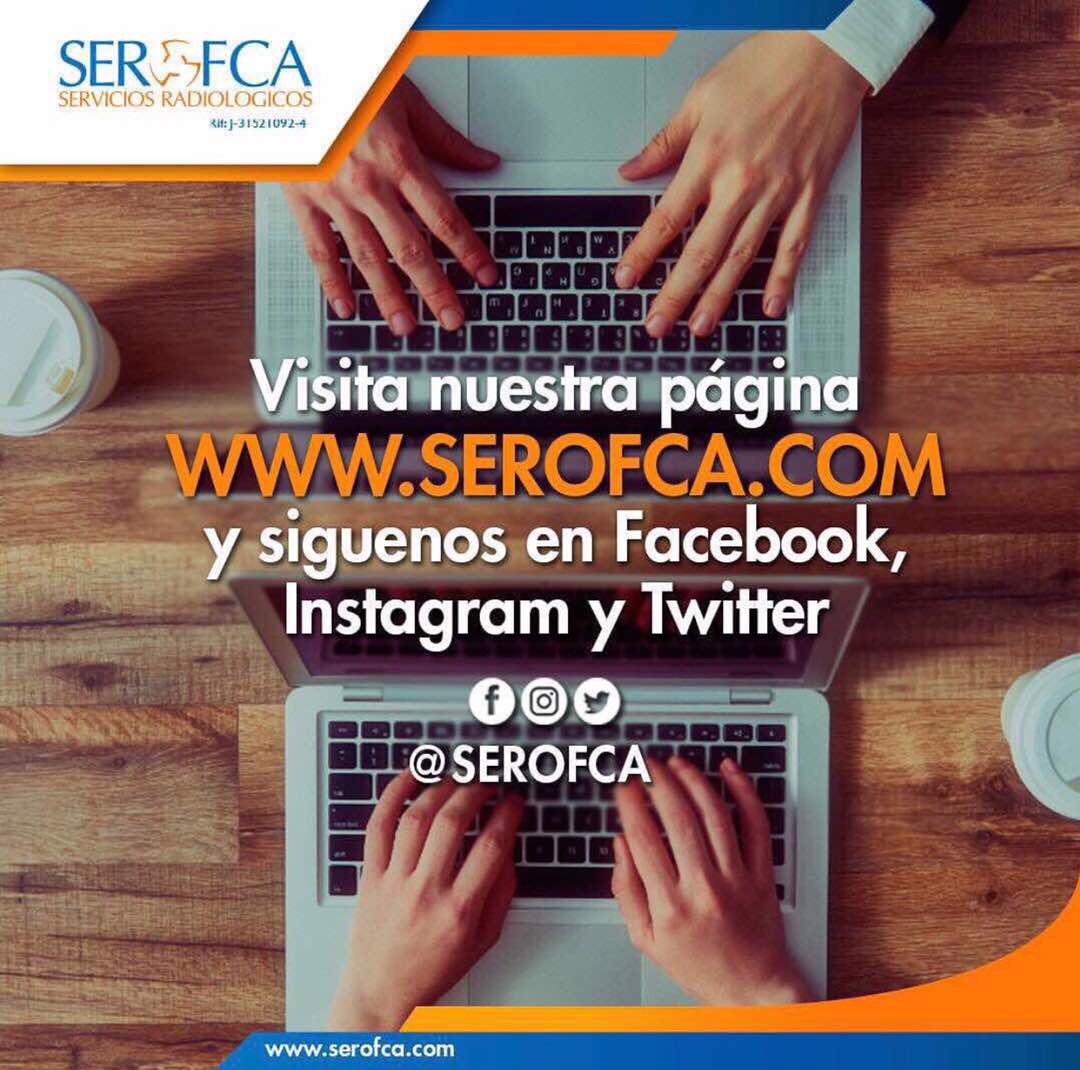 SEROFCA
SERVICIOS RADIOLOGICOS
Rif: J-31521092-4
Visita nuestra página
WWW.SEROFCA.COM
y siguenos en Facebook,
Instagram y Twitter
@SEROFCA
www.serofca.com